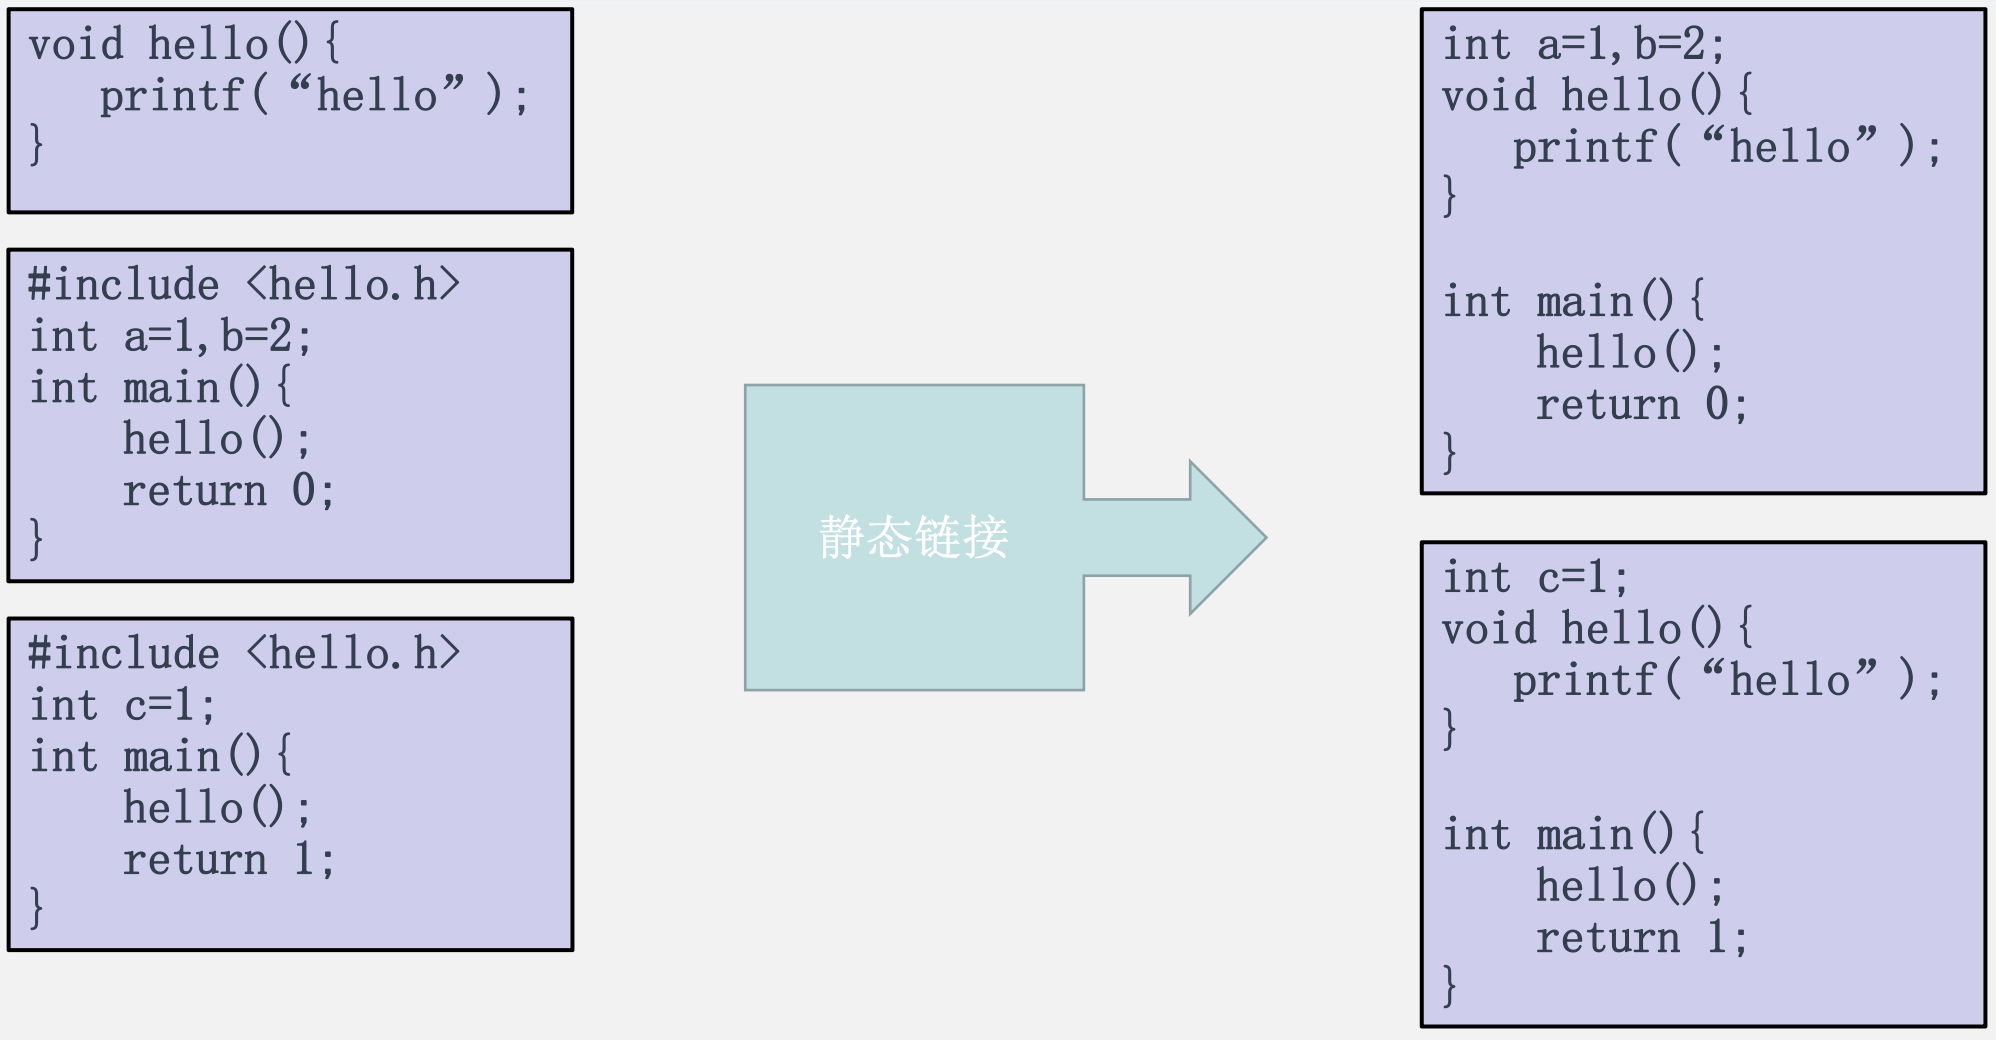 void hello(){
   printf(“hello”);
}
#include <hello.h>
int a=1,b=2;
int main(){
    hello();
    return 0;
}
#include <hello.h>
int c=1;
int main(){
    hello();
    return 1;
}
静态链接
int a=1,b=2;
void hello(){
   printf(“hello”);
}
int main(){
    hello();
    return 0;
}
int c=1;
void hello(){
   printf(“hello”);
}
int main(){
    hello();
    return 1;
}